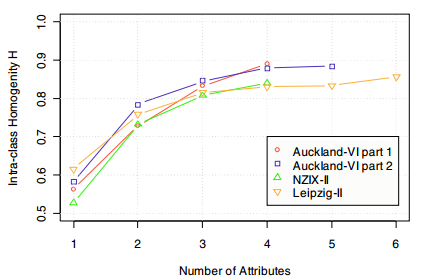 Intra-class Homogenity H
1.0
0.9
0.8
0.7
0.6
0.5
Auckland-VI part 1
Auckland-VI part 2
NZIX-II
Leipzig-II
1 2 3 4 5 6
Number of Attributes